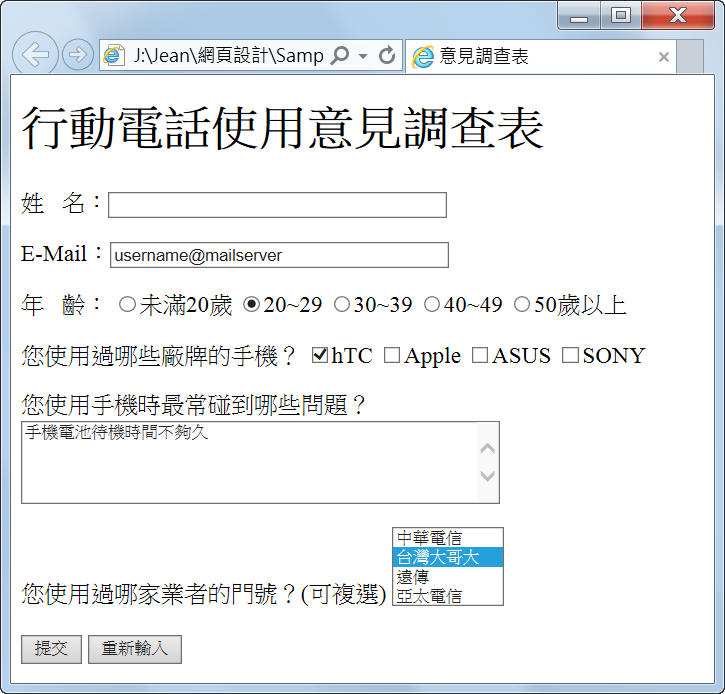 J:\Jean\網頁設計\Samp
意見調查表
行動電話使用意見調查表
姓 名：
E-Mail：username@mailserver
年 齡： 未滿20歲 20~29 30~39 40~49 50歲以上
您使用過哪些廠牌的手機？ hTC Apple ASUS SONY
您使用手機時最常碰到哪些問題？
手機電池待機時間不夠久
中華電信
台灣大哥大
遠傳
亞太電信
您使用過哪家業者的門號？(可複選)
提交 重新輸入